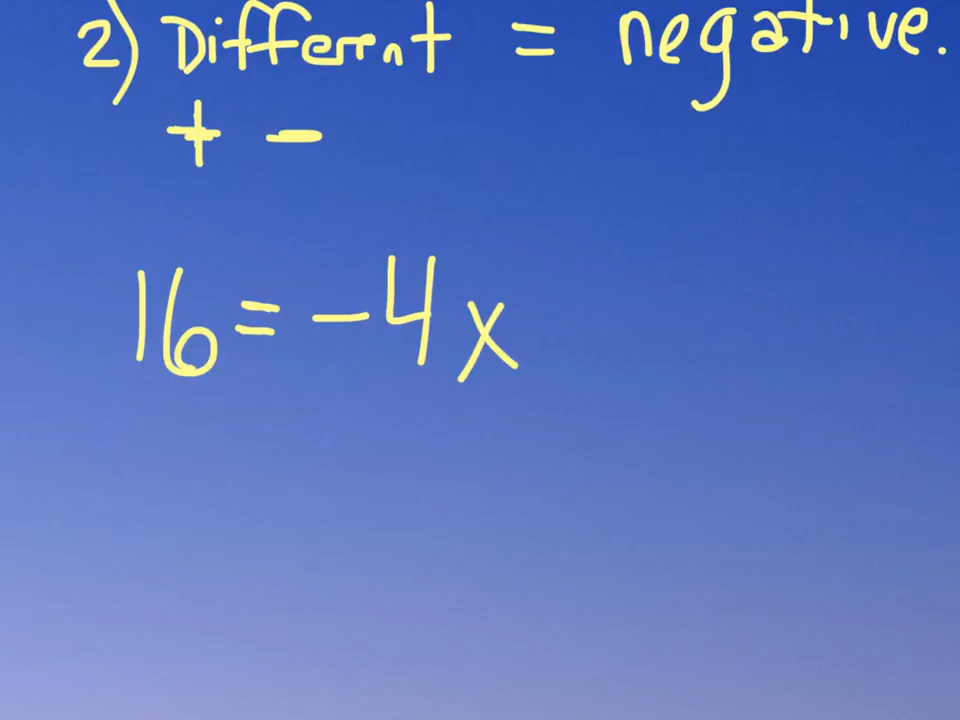 2) Differnt = negative.
+ -
16 = -4x